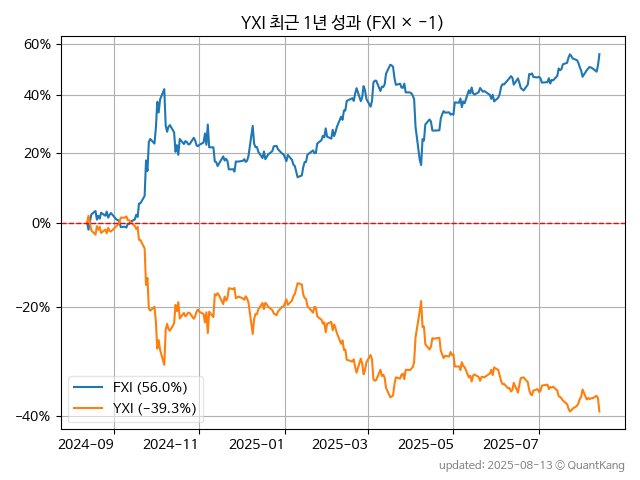 YXI 최근 1년 성과 (FXI × −1)
60%
40%
20%
0%
−20%
−40%
FXI (56.0%)
YXI (−39.3%)
2024-09 2024-11 2025-01 2025-03 2025-05 2025-07
updated: 2025-08-13 ⓒ QuantKang